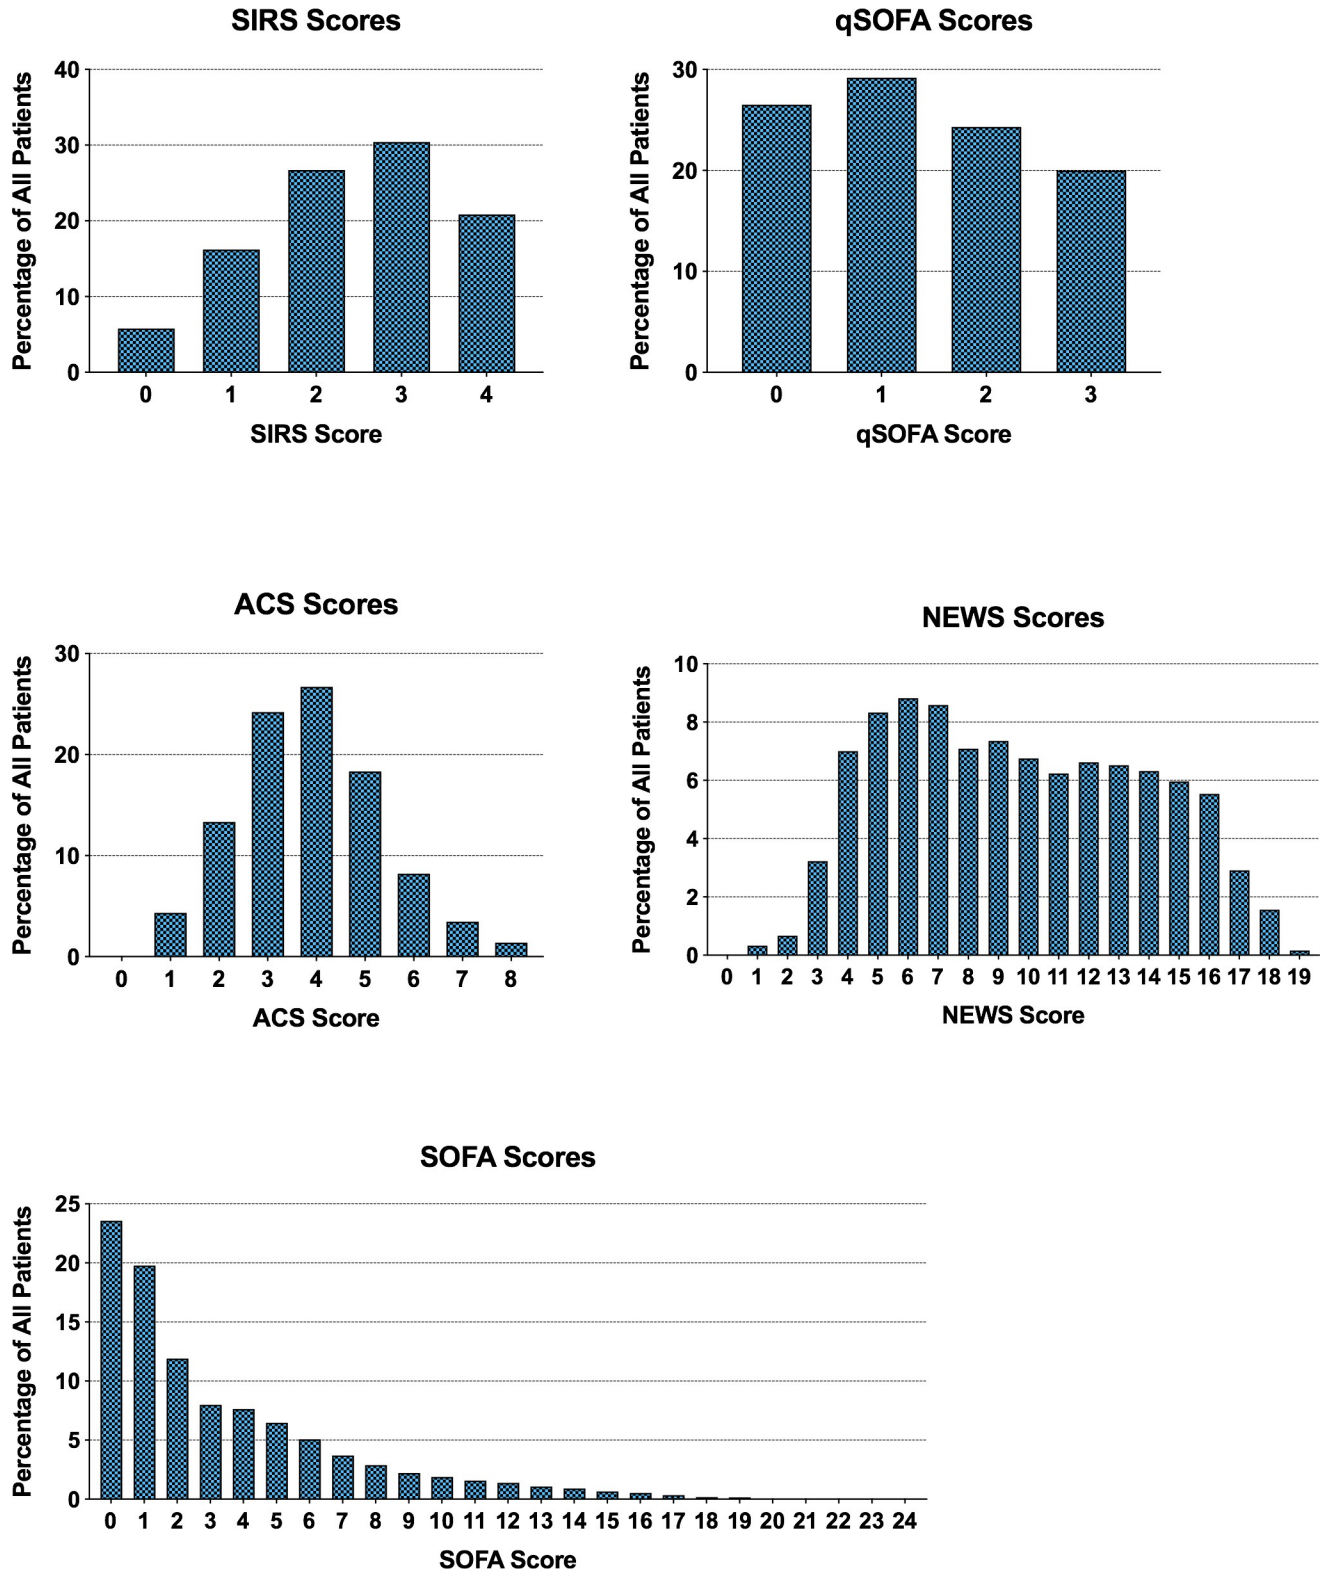 SIRS Scores
Percentage of All Patients
40
30
20
10
0
0 1 2 3 4
SIRS Score
qSOFA Scores
Percentage of All Patients
30
20
10
0
0 1 2 3
qSOFA Score
ACS Scores
Percentage of All Patients
30
20
10
0
0 1 2 3 4 5 6 7 8
ACS Score
NEWS Scores
Percentage of All Patients
10
8
6
4
2
0
0 1 2 3 4 5 6 7 8 9 10 11 12 13 14 15 16 17 18 19
NEWS Score
SOFA Scores
Percentage of All Patients
25
20
15
10
5
0
0 1 2 3 4 5 6 7 8 9 10 11 12 13 14 15 16 17 18 19 20 21 22 23 24
SOFA Score